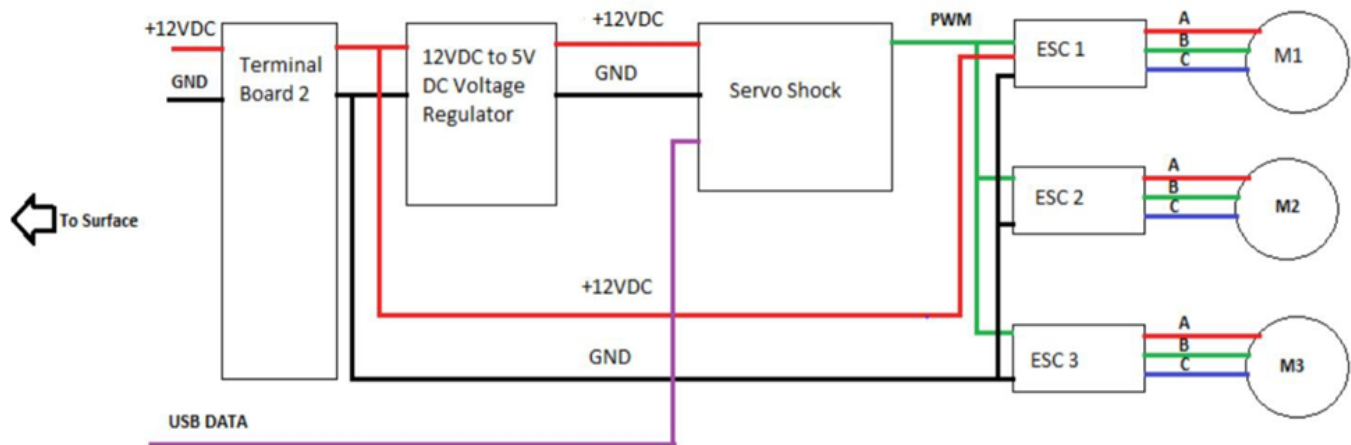 +12VDC
GND
Terminal
Board 2
12VDC to 5V
DC Voltage
Regulator
+12VDC
GND
Servo Shock
PWM
ESC 1
A
B
C
M1
ESC 2
A
B
C
M2
To Surface
+12VDC
GND
ESC 3
A
B
C
M3
USB DATA